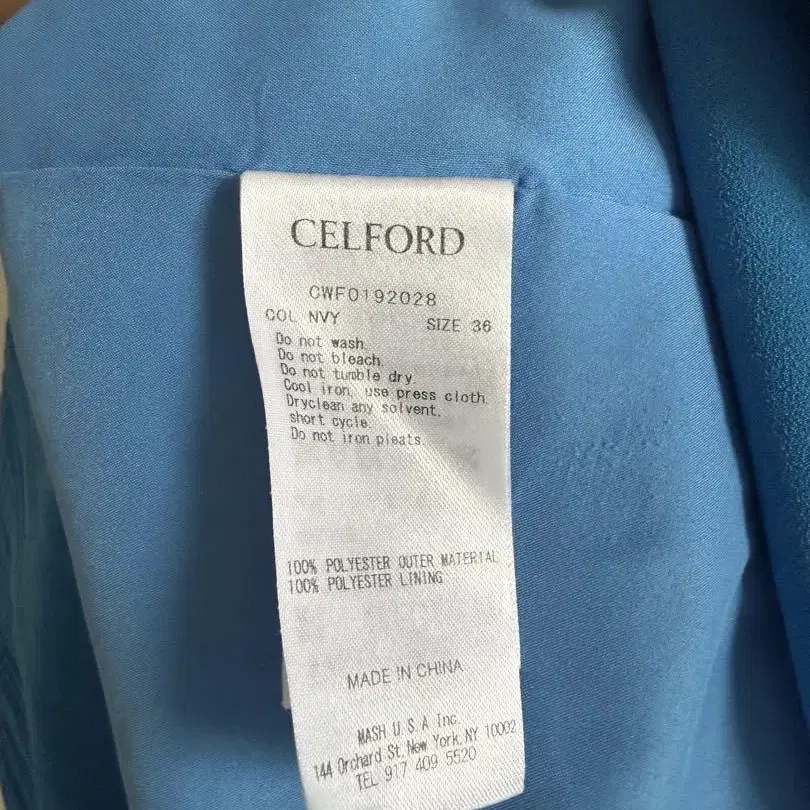 CELFORD
CWF0192028
COL NVY SIZE 36
Do not wash.
Do not bleach.
Do not tumble dry.
Cool iron, use press cloth.
Dryclean any solvent,
short cycle.
Do not iron pleats.
100% POLYESTER OUTER MATERIAL
100% POLYESTER LINING
MADE IN CHINA
MASH U.S.A Inc.
144 Orchard St. New York.NY 10002
TEL 917 409 5520